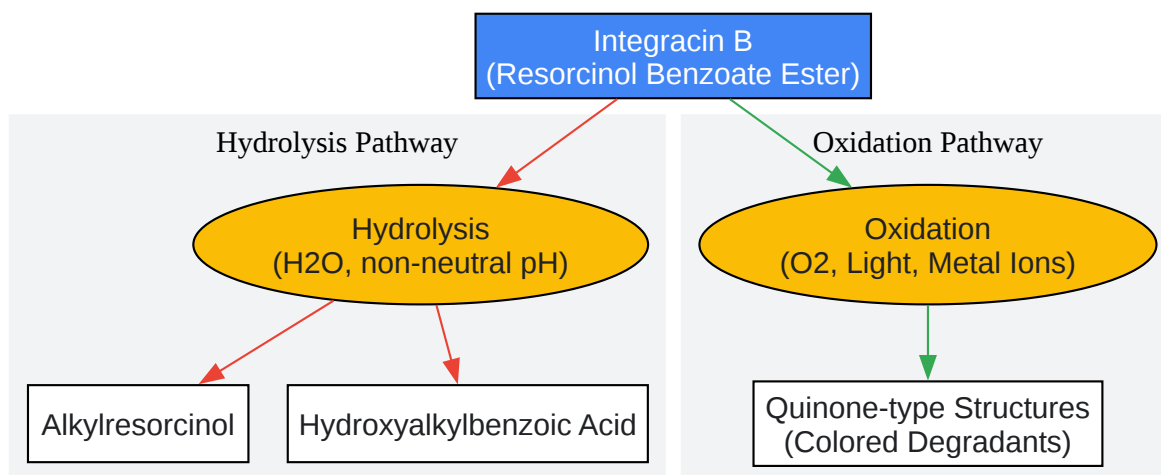 Integracin B
(Resorcinol Benzoate Ester)
Hydrolysis Pathway
Oxidation Pathway
Hydrolysis
(H2O, non-neutral pH)
Oxidation
(O2, Light, Metal Ions)
Alkylresorcinol
Hydroxyalkylbenzoic Acid
Quinone-type Structures
(Colored Degradants)